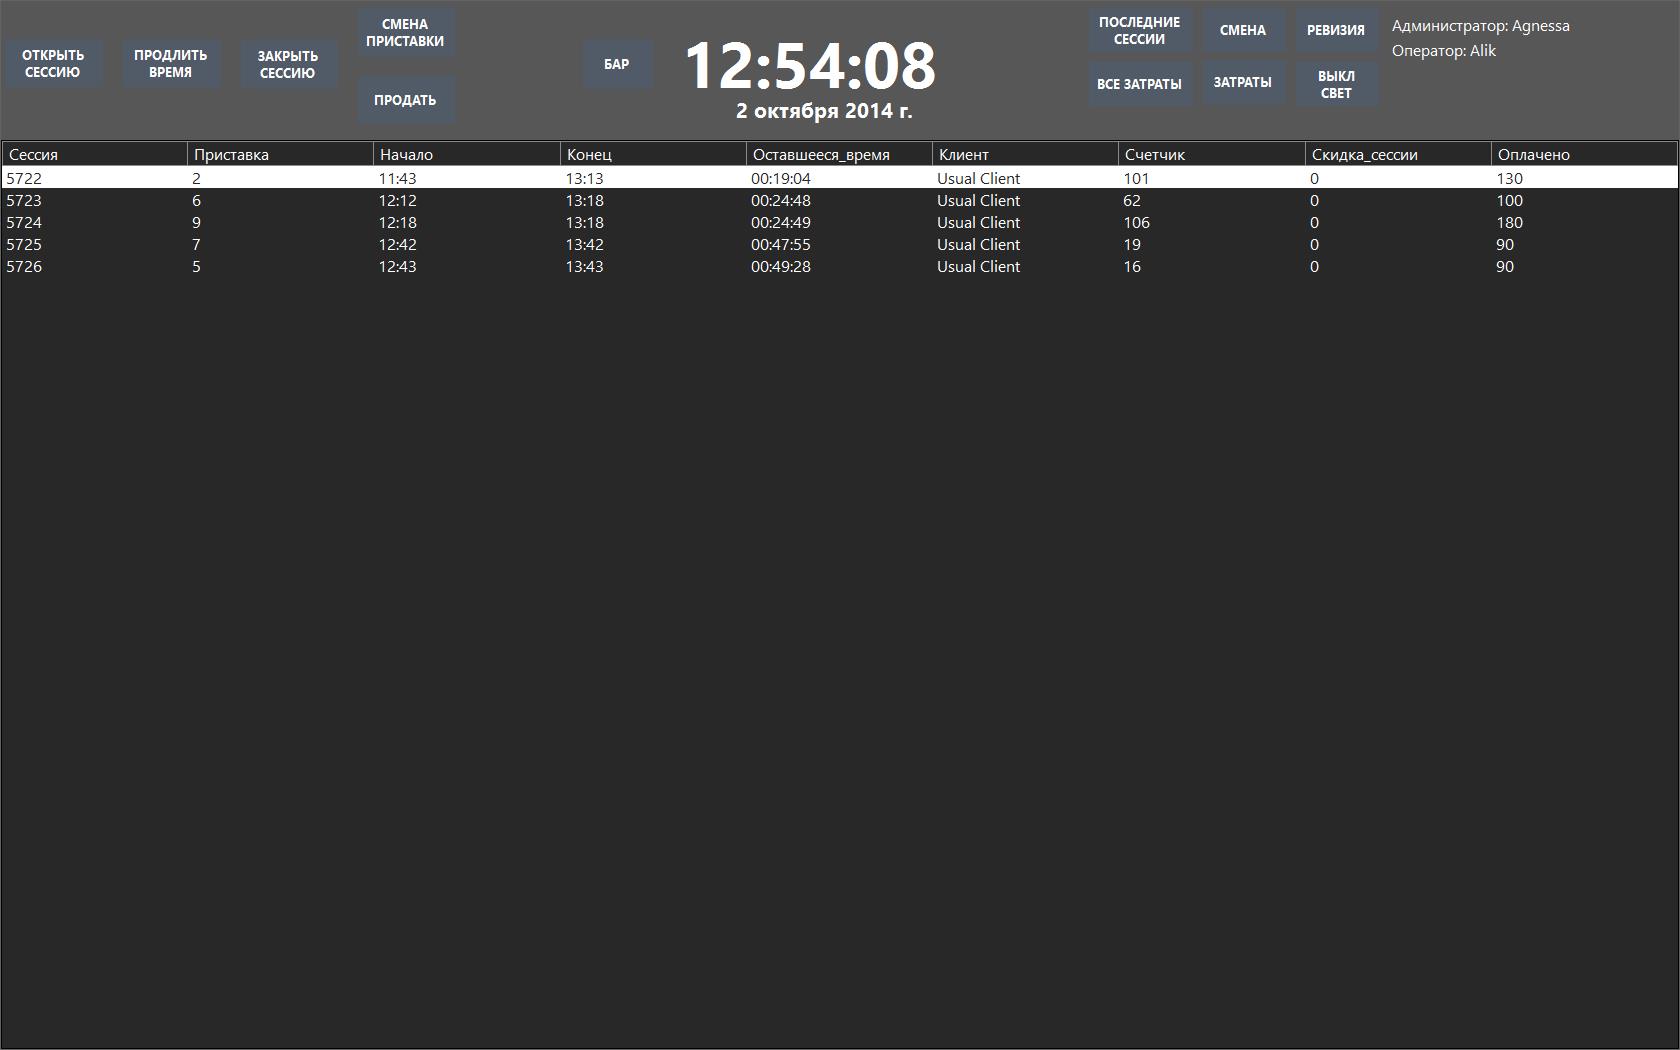 ОТКРЫТЬ
СЕССИЮ
ПРОДЛИТЬ
ВРЕМЯ
ЗАКРЫТЬ
СЕССИЮ
СМЕНА
ПРИСТАВКИ
ПРОДАТЬ
БАР
12:54:08
2 октября 2014 г.
ПОСЛЕДНИЕ
СЕССИИ
СМЕНА
РЕВИЗИЯ
ВСЕ ЗАТРАТЫ
ЗАТРАТЫ
ВЫКЛ
СВЕТ
Администратор: Agnessa
Оператор: Alik
Сессия Приставка Начало Конец Оставшееся_время Клиент Счетчик Скидка_сессии Оплачено
5722 2 11:43 13:13 00:19:04 Usual Client 101 0 130
5723 6 12:12 13:18 00:24:48 Usual Client 62 0 100
5724 9 12:18 13:18 00:24:49 Usual Client 106 0 180
5725 7 12:42 13:42 00:47:55 Usual Client 19 0 90
5726 5 12:43 13:43 00:49:28 Usual Client 16 0 90